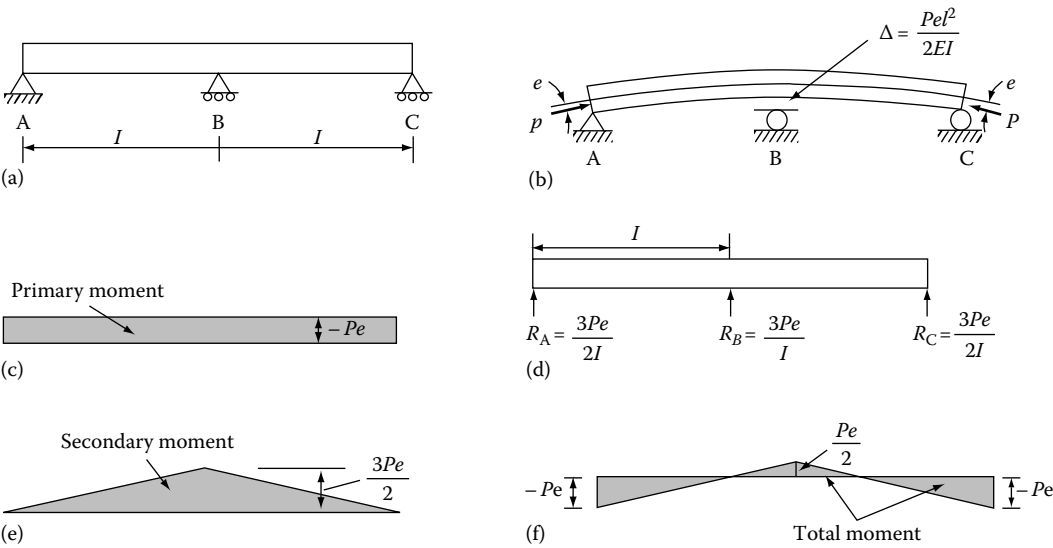 A
B
C
I
I
(a)
Δ = Pel²/2EI
e
e
p
P
A
B
C
(b)
Primary moment
– Pe
(c)
I
R_A = 3Pe/2I
R_B = 3Pe/I
R_C = 3Pe/2I
(d)
Secondary moment
3Pe/2
(e)
Pe/2
– Pe
– Pe
Total moment
(f)